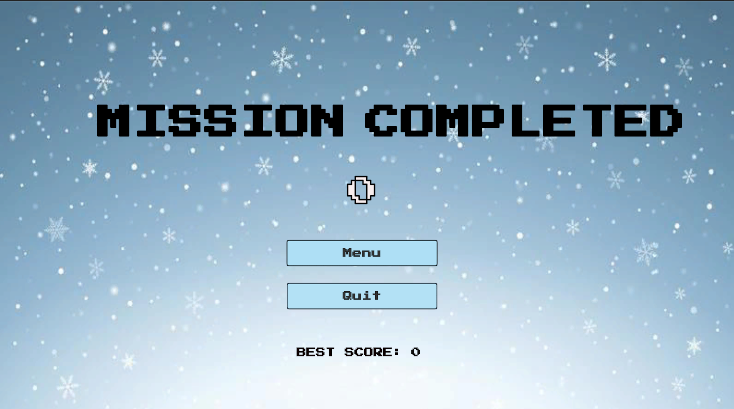 MISSION COMPLETED
0
Menu
Quit
BEST SCORE: 0